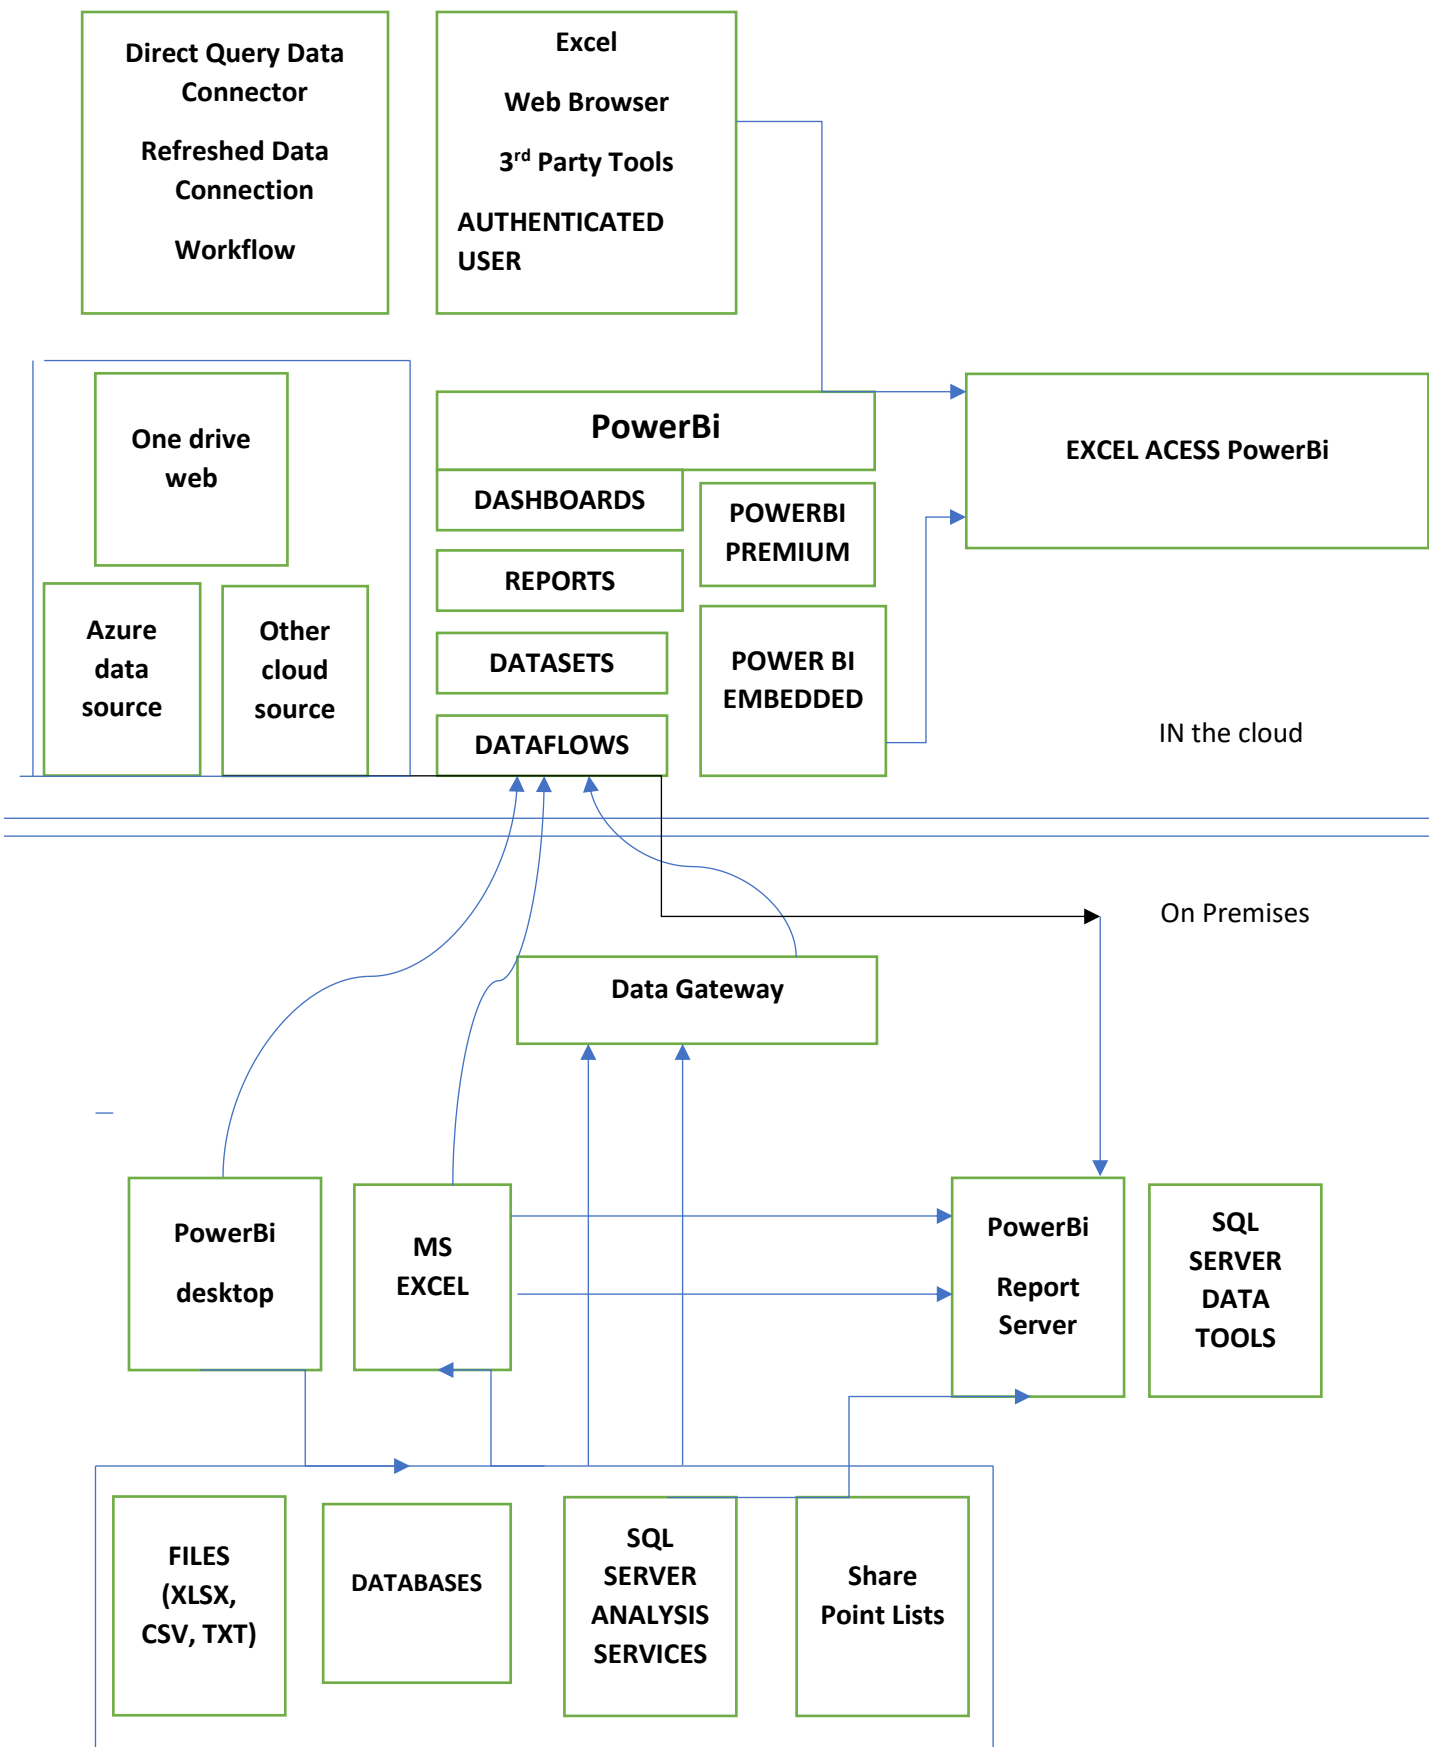 Direct Query Data
Connector
Refreshed Data
Connection
Workflow
Excel
Web Browser
3rd Party Tools
AUTHENTICATED
USER
One drive
web
Azure
data
source
Other
cloud
source
PowerBi
DASHBOARDS
REPORTS
DATASETS
DATAFLOWS
POWERBI
PREMIUM
POWER BI
EMBEDDED
EXCEL ACESS PowerBi
IN the cloud
On Premises
Data Gateway
PowerBi
desktop
MS
EXCEL
PowerBi
Report
Server
SQL
SERVER
DATA
TOOLS
FILES
(XLSX,
CSV, TXT)
DATABASES
SQL
SERVER
ANALYSIS
SERVICES
Share
Point Lists